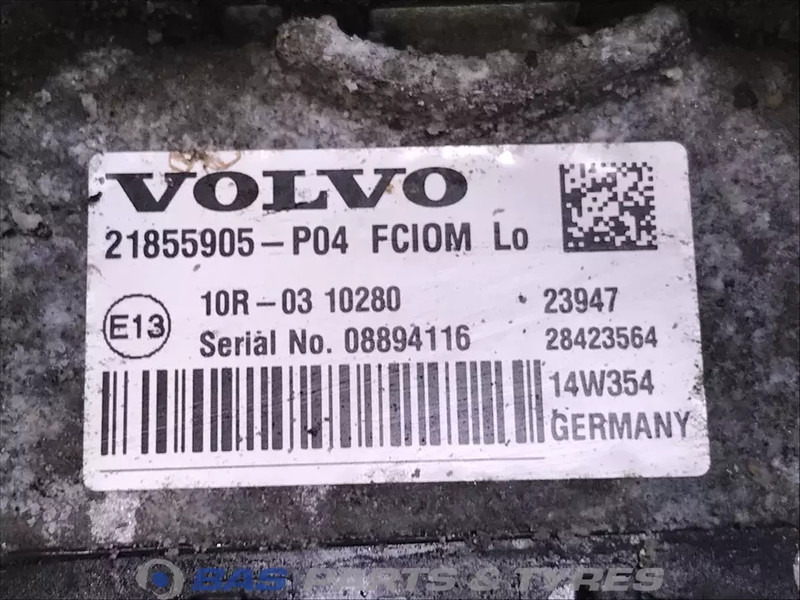 VOLVO
21855905-P04 FCIOM Lo
E13
10R-03 10280
23947
Serial No. 08894116
28423564
14W354
GERMANY
BAS PARTS & TYRES